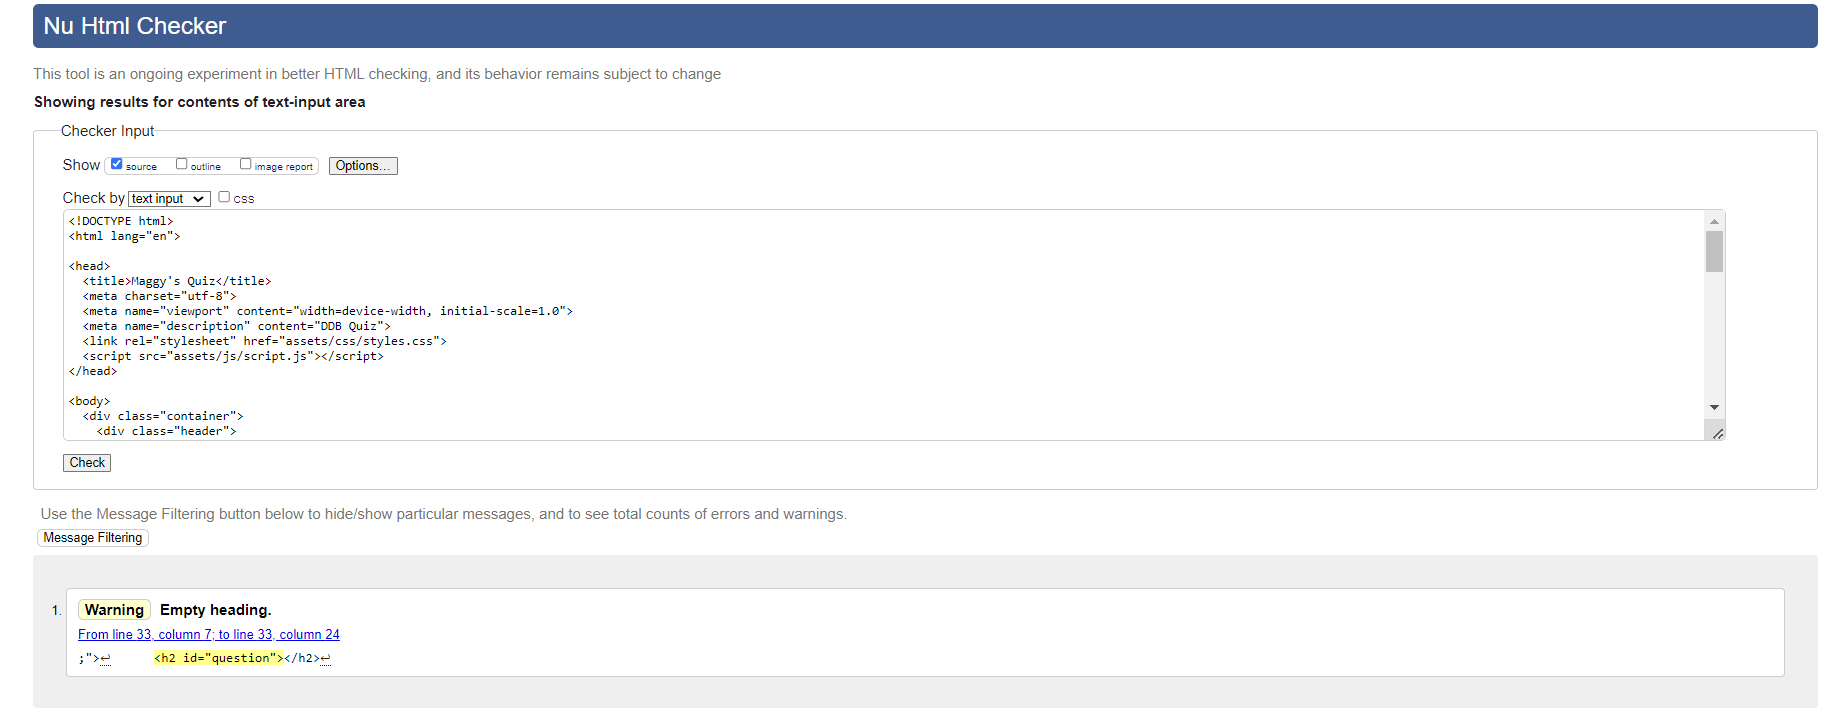 Nu Html Checker
This tool is an ongoing experiment in better HTML checking, and its behavior remains subject to change
Showing results for contents of text-input area
Checker Input
Show source outline image report Options...
Check by text input css
<!DOCTYPE html>
<html lang="en">
<head>
<title>Maggy's Quiz</title>
<meta charset="utf-8">
<meta name="viewport" content="width=device-width, initial-scale=1.0">
<meta name="description" content="DDB Quiz">
<link rel="stylesheet" href="assets/css/styles.css">
<script src="assets/js/script.js"></script>
</head>
<body>
<div class="container">
<div class="header">
Check
Use the Message Filtering button below to hide/show particular messages, and to see total counts of errors and warnings.
Message Filtering
1. Warning Empty heading.
From line 33, column 7; to line 33, column 24
;">↩ <h2 id="question"></h2>↩